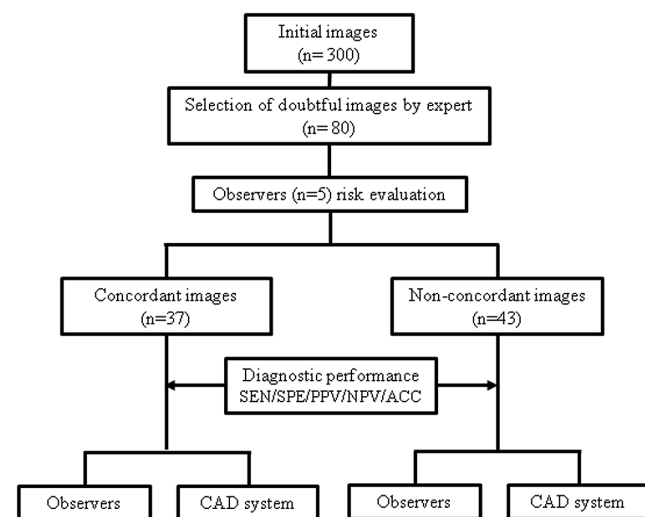 Initial images
(n= 300)
Selection of doubtful images by expert
(n= 80)
Observers (n=5) risk evaluation
Concordant images
(n=37)
Non-concordant images
(n=43)
Diagnostic performance
SEN/SPE/PPV/NPV/ACC
Observers
CAD system
Observers
CAD system